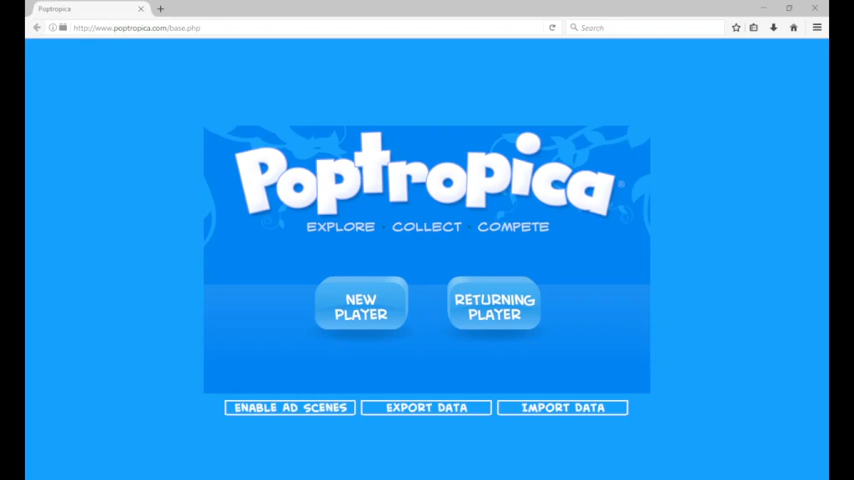 Poptropica
http://www.poptropica.com/base.php
Search
Poptropica®
EXPLORE · COLLECT · COMPETE
NEW
PLAYER
RETURNING
PLAYER
ENABLE AD SCENES
EXPORT DATA
IMPORT DATA